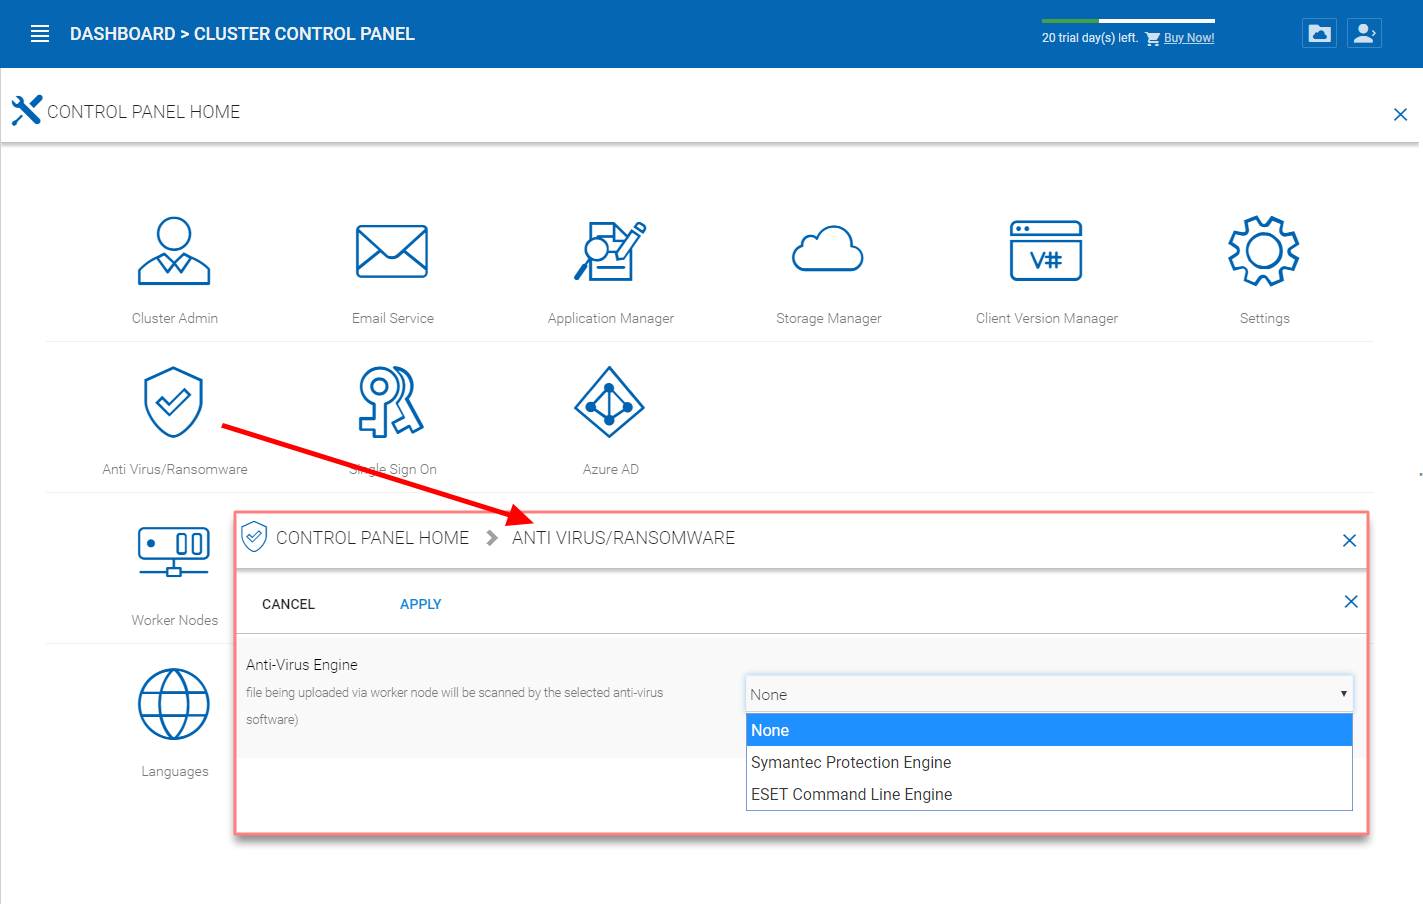 DASHBOARD > CLUSTER CONTROL PANEL
20 trial day(s) left. Buy Now!
CONTROL PANEL HOME
Cluster Admin
Email Service
Application Manager
Storage Manager
V#
Client Version Manager
Settings
Anti Virus/Ransomware
Single Sign On
Azure AD
Worker Nodes
Languages
CONTROL PANEL HOME > ANTI VIRUS/RANSOMWARE
CANCEL
APPLY
Anti-Virus Engine
file being uploaded via worker node will be scanned by the selected anti-virus
software)
None
None
Symantec Protection Engine
ESET Command Line Engine